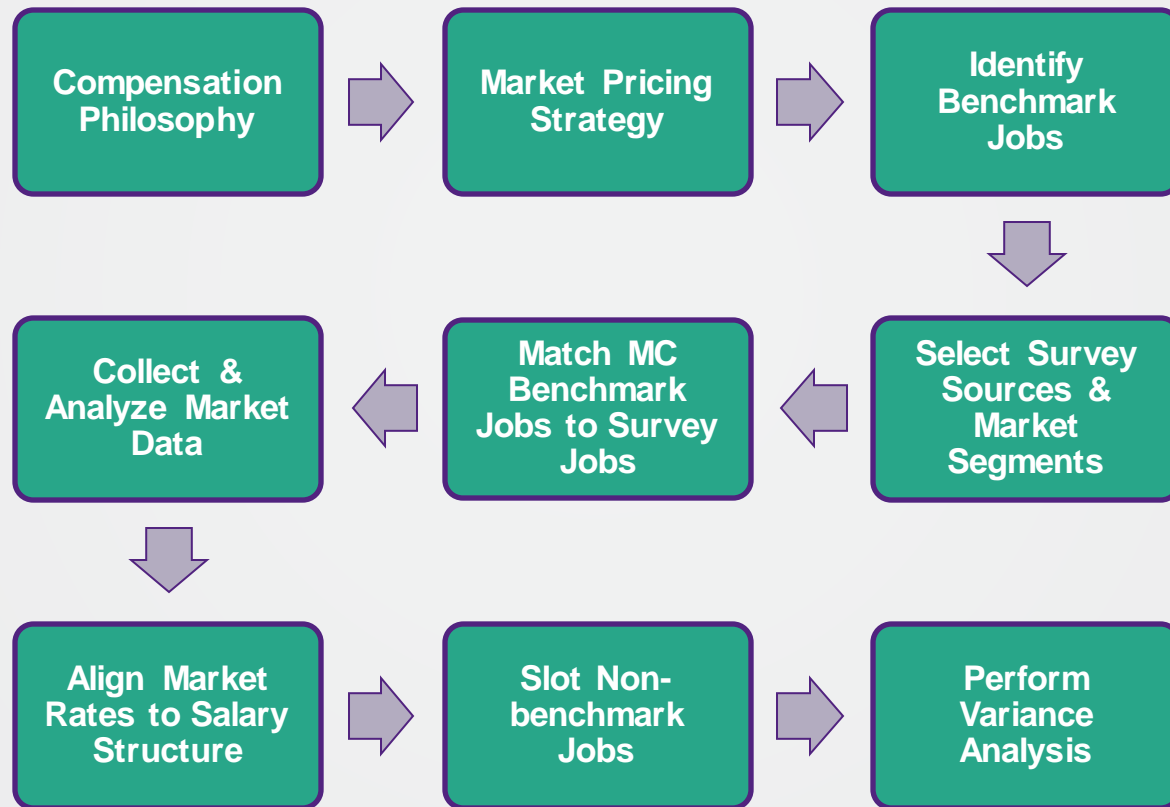 Compensation
Philosophy
Market Pricing
Strategy
Identify
Benchmark
Jobs
Select Survey
Sources &
Market
Segments
Match MC
Benchmark
Jobs to Survey
Jobs
Collect &
Analyze Market
Data
Align Market
Rates to Salary
Structure
Slot Non-
benchmark
Jobs
Perform
Variance
Analysis